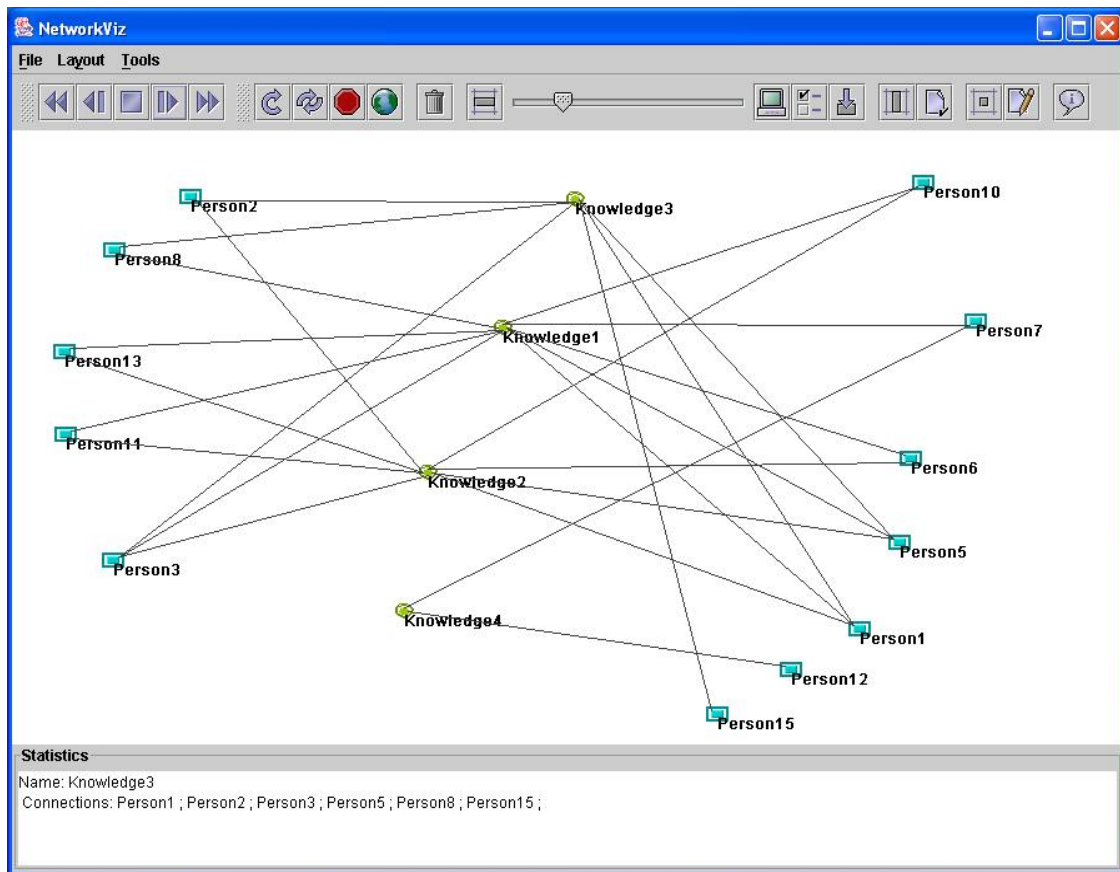 NetworkViz
File Layout Tools
Person10
Person2
Knowledge3
Person8
Person7
Knowledge1
Person13
Person11
Person6
Knowledge2
Person5
Person3
Knowledge4
Person1
Person12
Person15
Statistics
Name: Knowledge3
Connections: Person1 ; Person2 ; Person3 ; Person5 ; Person8 ; Person15 ;